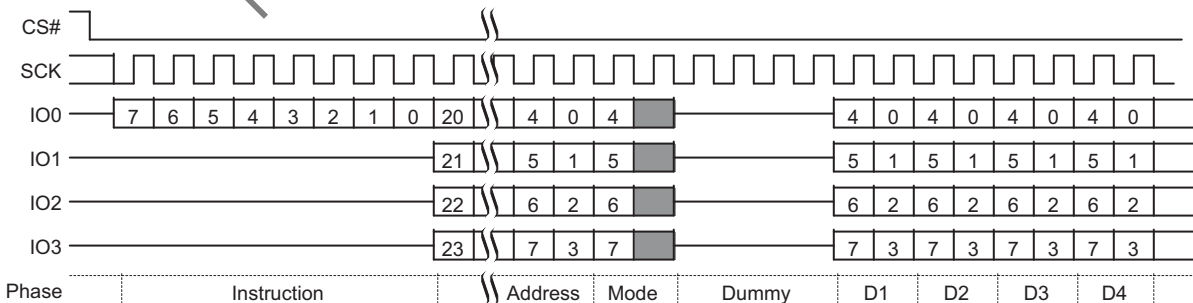 CS#
SCK
IO0 7 6 5 4 3 2 1 0 20 4 0 4 4 0 4 0 4 0 4 0
IO1 21 5 1 5 5 1 5 1 5 1 5 1
IO2 22 6 2 6 6 2 6 2 6 2 6 2
IO3 23 7 3 7 7 3 7 3 7 3 7 3
Phase Instruction Address Mode Dummy D1 D2 D3 D4